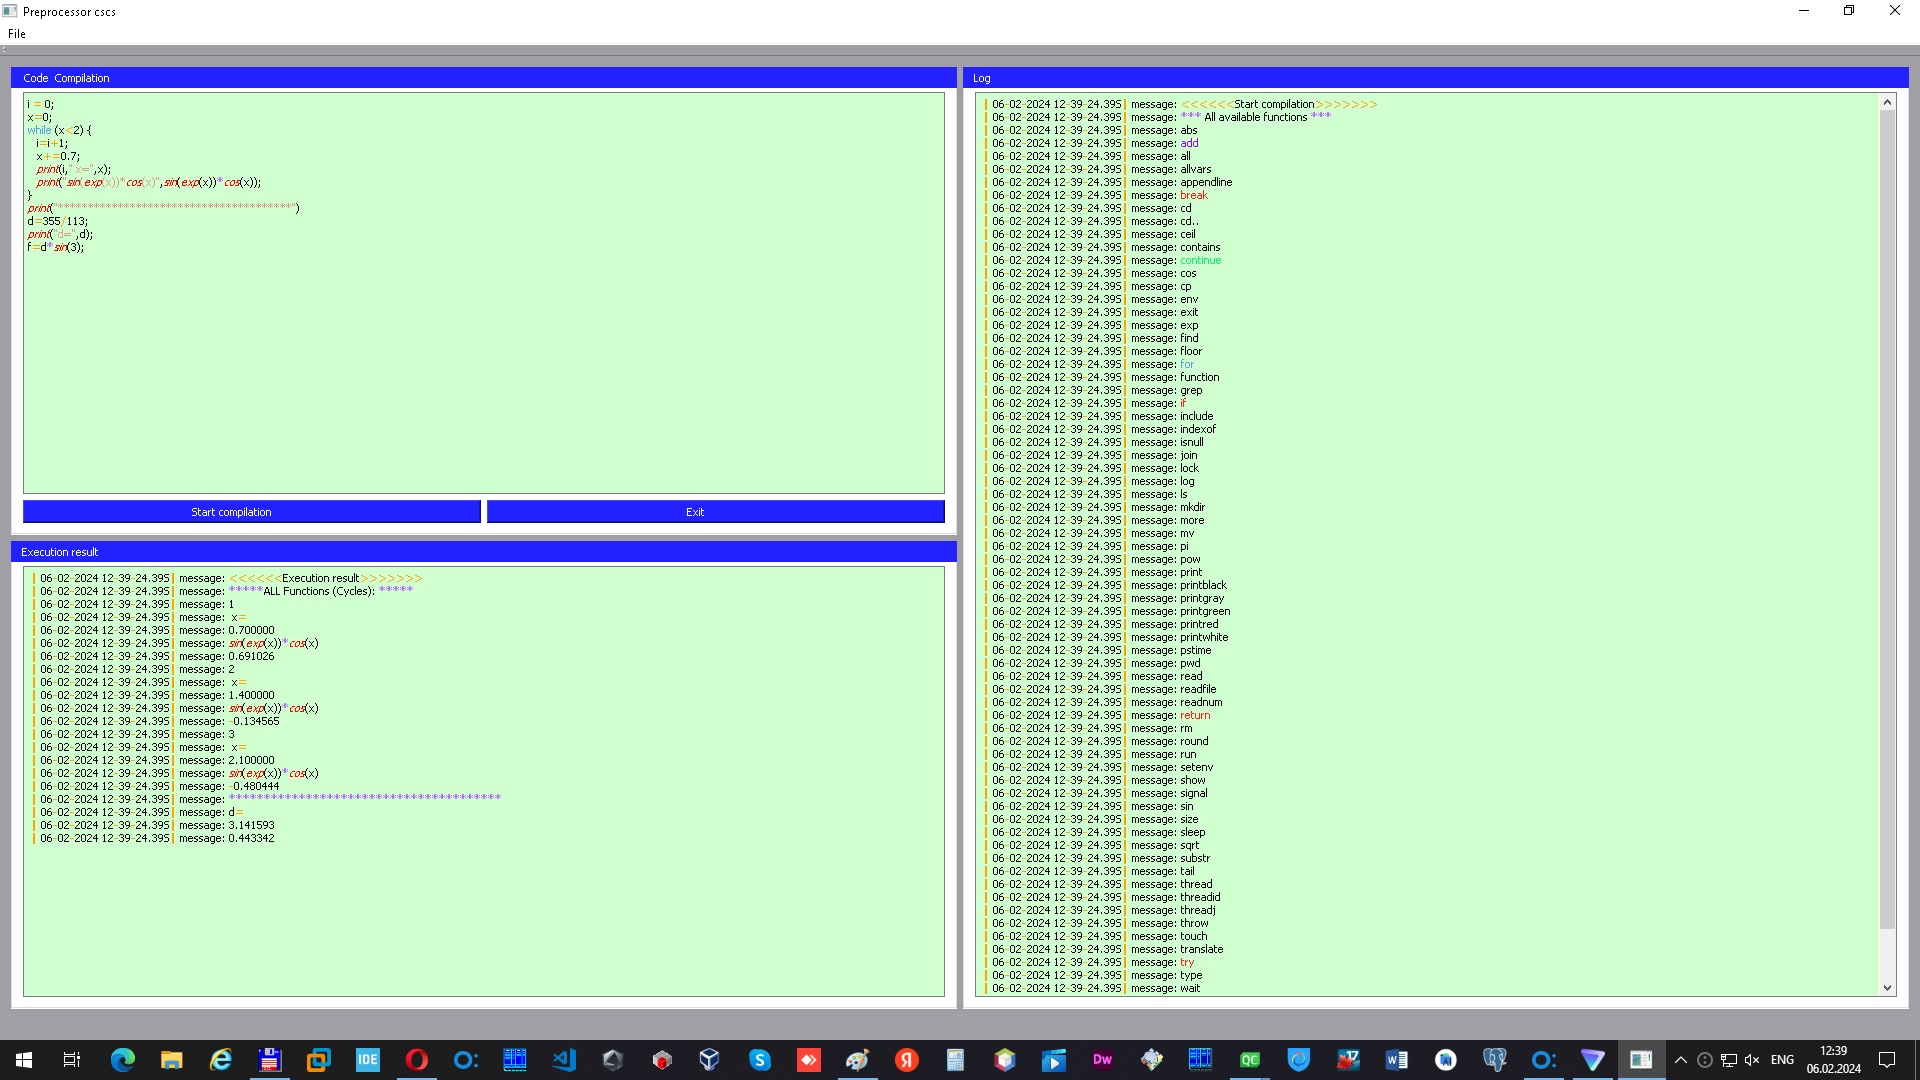 Preprocessor cscs
File
Code Compilation
i = 0;
x=0;
while (x<2) {
i=i+1;
x+=0.7;
print(i," x=",x);
print("sin(exp(x))*cos(x)",sin(exp(x))*cos(x));
}
print("***************************************")
d=355/113;
print("d=",d);
f=d*sin(3);
Start compilation
Exit
Execution result
| 06-02-2024 12-39-24.395| message: <<<<<<Execution result>>>>>>>
| 06-02-2024 12-39-24.395| message: *****ALL Functions (Cycles): *****
| 06-02-2024 12-39-24.395| message: 1
| 06-02-2024 12-39-24.395| message: x=
| 06-02-2024 12-39-24.395| message: 0.700000
| 06-02-2024 12-39-24.395| message: sin(exp(x))*cos(x)
| 06-02-2024 12-39-24.395| message: 0.691026
| 06-02-2024 12-39-24.395| message: 2
| 06-02-2024 12-39-24.395| message: x=
| 06-02-2024 12-39-24.395| message: 1.400000
| 06-02-2024 12-39-24.395| message: sin(exp(x))*cos(x)
| 06-02-2024 12-39-24.395| message: -0.134565
| 06-02-2024 12-39-24.395| message: 3
| 06-02-2024 12-39-24.395| message: x=
| 06-02-2024 12-39-24.395| message: 2.100000
| 06-02-2024 12-39-24.395| message: sin(exp(x))*cos(x)
| 06-02-2024 12-39-24.395| message: -0.480444
| 06-02-2024 12-39-24.395| message: ***************************************
| 06-02-2024 12-39-24.395| message: d=
| 06-02-2024 12-39-24.395| message: 3.141593
| 06-02-2024 12-39-24.395| message: 0.443342
Log
| 06-02-2024 12-39-24.395| message: <<<<<<Start compilation>>>>>>>
| 06-02-2024 12-39-24.395| message: *** All available functions ***
| 06-02-2024 12-39-24.395| message: abs
| 06-02-2024 12-39-24.395| message: add
| 06-02-2024 12-39-24.395| message: all
| 06-02-2024 12-39-24.395| message: allvars
| 06-02-2024 12-39-24.395| message: appendline
| 06-02-2024 12-39-24.395| message: break
| 06-02-2024 12-39-24.395| message: cd
| 06-02-2024 12-39-24.395| message: cd..
| 06-02-2024 12-39-24.395| message: ceil
| 06-02-2024 12-39-24.395| message: contains
| 06-02-2024 12-39-24.395| message: continue
| 06-02-2024 12-39-24.395| message: cos
| 06-02-2024 12-39-24.395| message: cp
| 06-02-2024 12-39-24.395| message: env
| 06-02-2024 12-39-24.395| message: exit
| 06-02-2024 12-39-24.395| message: exp
| 06-02-2024 12-39-24.395| message: find
| 06-02-2024 12-39-24.395| message: floor
| 06-02-2024 12-39-24.395| message: for
| 06-02-2024 12-39-24.395| message: function
| 06-02-2024 12-39-24.395| message: grep
| 06-02-2024 12-39-24.395| message: if
| 06-02-2024 12-39-24.395| message: include
| 06-02-2024 12-39-24.395| message: indexof
| 06-02-2024 12-39-24.395| message: isnull
| 06-02-2024 12-39-24.395| message: join
| 06-02-2024 12-39-24.395| message: lock
| 06-02-2024 12-39-24.395| message: log
| 06-02-2024 12-39-24.395| message: ls
| 06-02-2024 12-39-24.395| message: mkdir
| 06-02-2024 12-39-24.395| message: more
| 06-02-2024 12-39-24.395| message: mv
| 06-02-2024 12-39-24.395| message: pi
| 06-02-2024 12-39-24.395| message: pow
| 06-02-2024 12-39-24.395| message: print
| 06-02-2024 12-39-24.395| message: printblack
| 06-02-2024 12-39-24.395| message: printgray
| 06-02-2024 12-39-24.395| message: printgreen
| 06-02-2024 12-39-24.395| message: printred
| 06-02-2024 12-39-24.395| message: printwhite
| 06-02-2024 12-39-24.395| message: pstime
| 06-02-2024 12-39-24.395| message: pwd
| 06-02-2024 12-39-24.395| message: read
| 06-02-2024 12-39-24.395| message: readfile
| 06-02-2024 12-39-24.395| message: readnum
| 06-02-2024 12-39-24.395| message: return
| 06-02-2024 12-39-24.395| message: rm
| 06-02-2024 12-39-24.395| message: round
| 06-02-2024 12-39-24.395| message: run
| 06-02-2024 12-39-24.395| message: setenv
| 06-02-2024 12-39-24.395| message: show
| 06-02-2024 12-39-24.395| message: signal
| 06-02-2024 12-39-24.395| message: sin
| 06-02-2024 12-39-24.395| message: size
| 06-02-2024 12-39-24.395| message: sleep
| 06-02-2024 12-39-24.395| message: sqrt
| 06-02-2024 12-39-24.395| message: substr
| 06-02-2024 12-39-24.395| message: tail
| 06-02-2024 12-39-24.395| message: thread
| 06-02-2024 12-39-24.395| message: threadid
| 06-02-2024 12-39-24.395| message: threadj
| 06-02-2024 12-39-24.395| message: throw
| 06-02-2024 12-39-24.395| message: touch
| 06-02-2024 12-39-24.395| message: translate
| 06-02-2024 12-39-24.395| message: try
| 06-02-2024 12-39-24.395| message: type
| 06-02-2024 12-39-24.395| message: wait
IDE
S
Я
Dw
QC
17
W
ENG
12:39
06.02.2024